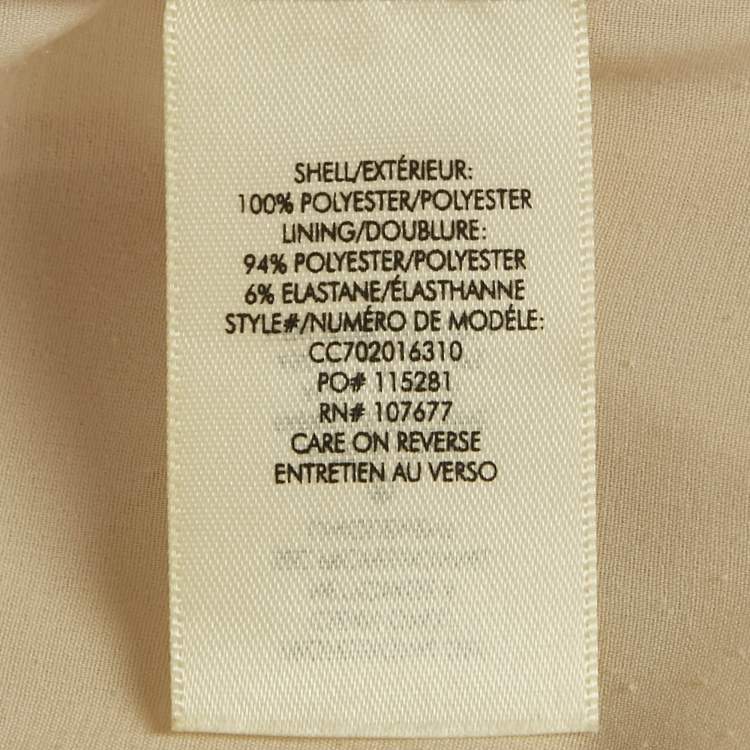 SHELL/EXTÉRIEUR:
100% POLYESTER/POLYESTER
LINING/DOUBLURE:
94% POLYESTER/POLYESTER
6% ELASTANE/ÉLASTHANNE
STYLE#/NUMÉRO DE MODÉLE:
CC702016310
PO# 115281
RN# 107677
CARE ON REVERSE
ENTRETIEN AU VERSO